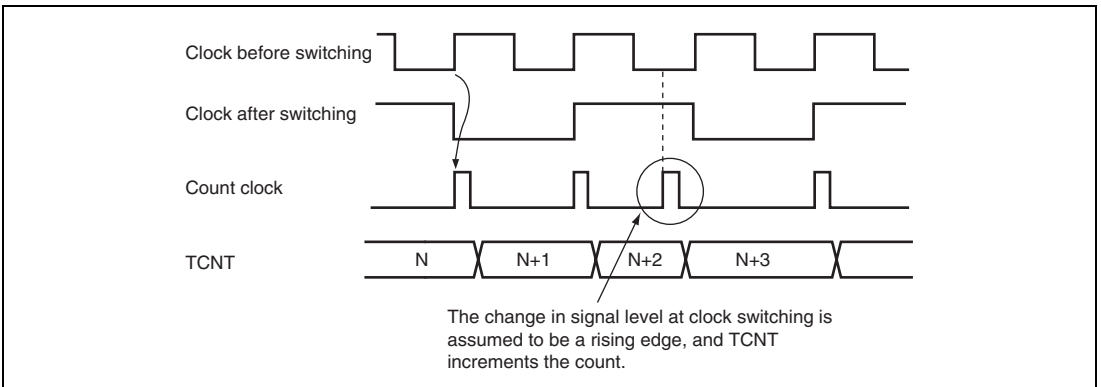 Clock before switching
Clock after switching
Count clock
TCNT
N
N+1
N+2
N+3
The change in signal level at clock switching is
assumed to be a rising edge, and TCNT
increments the count.